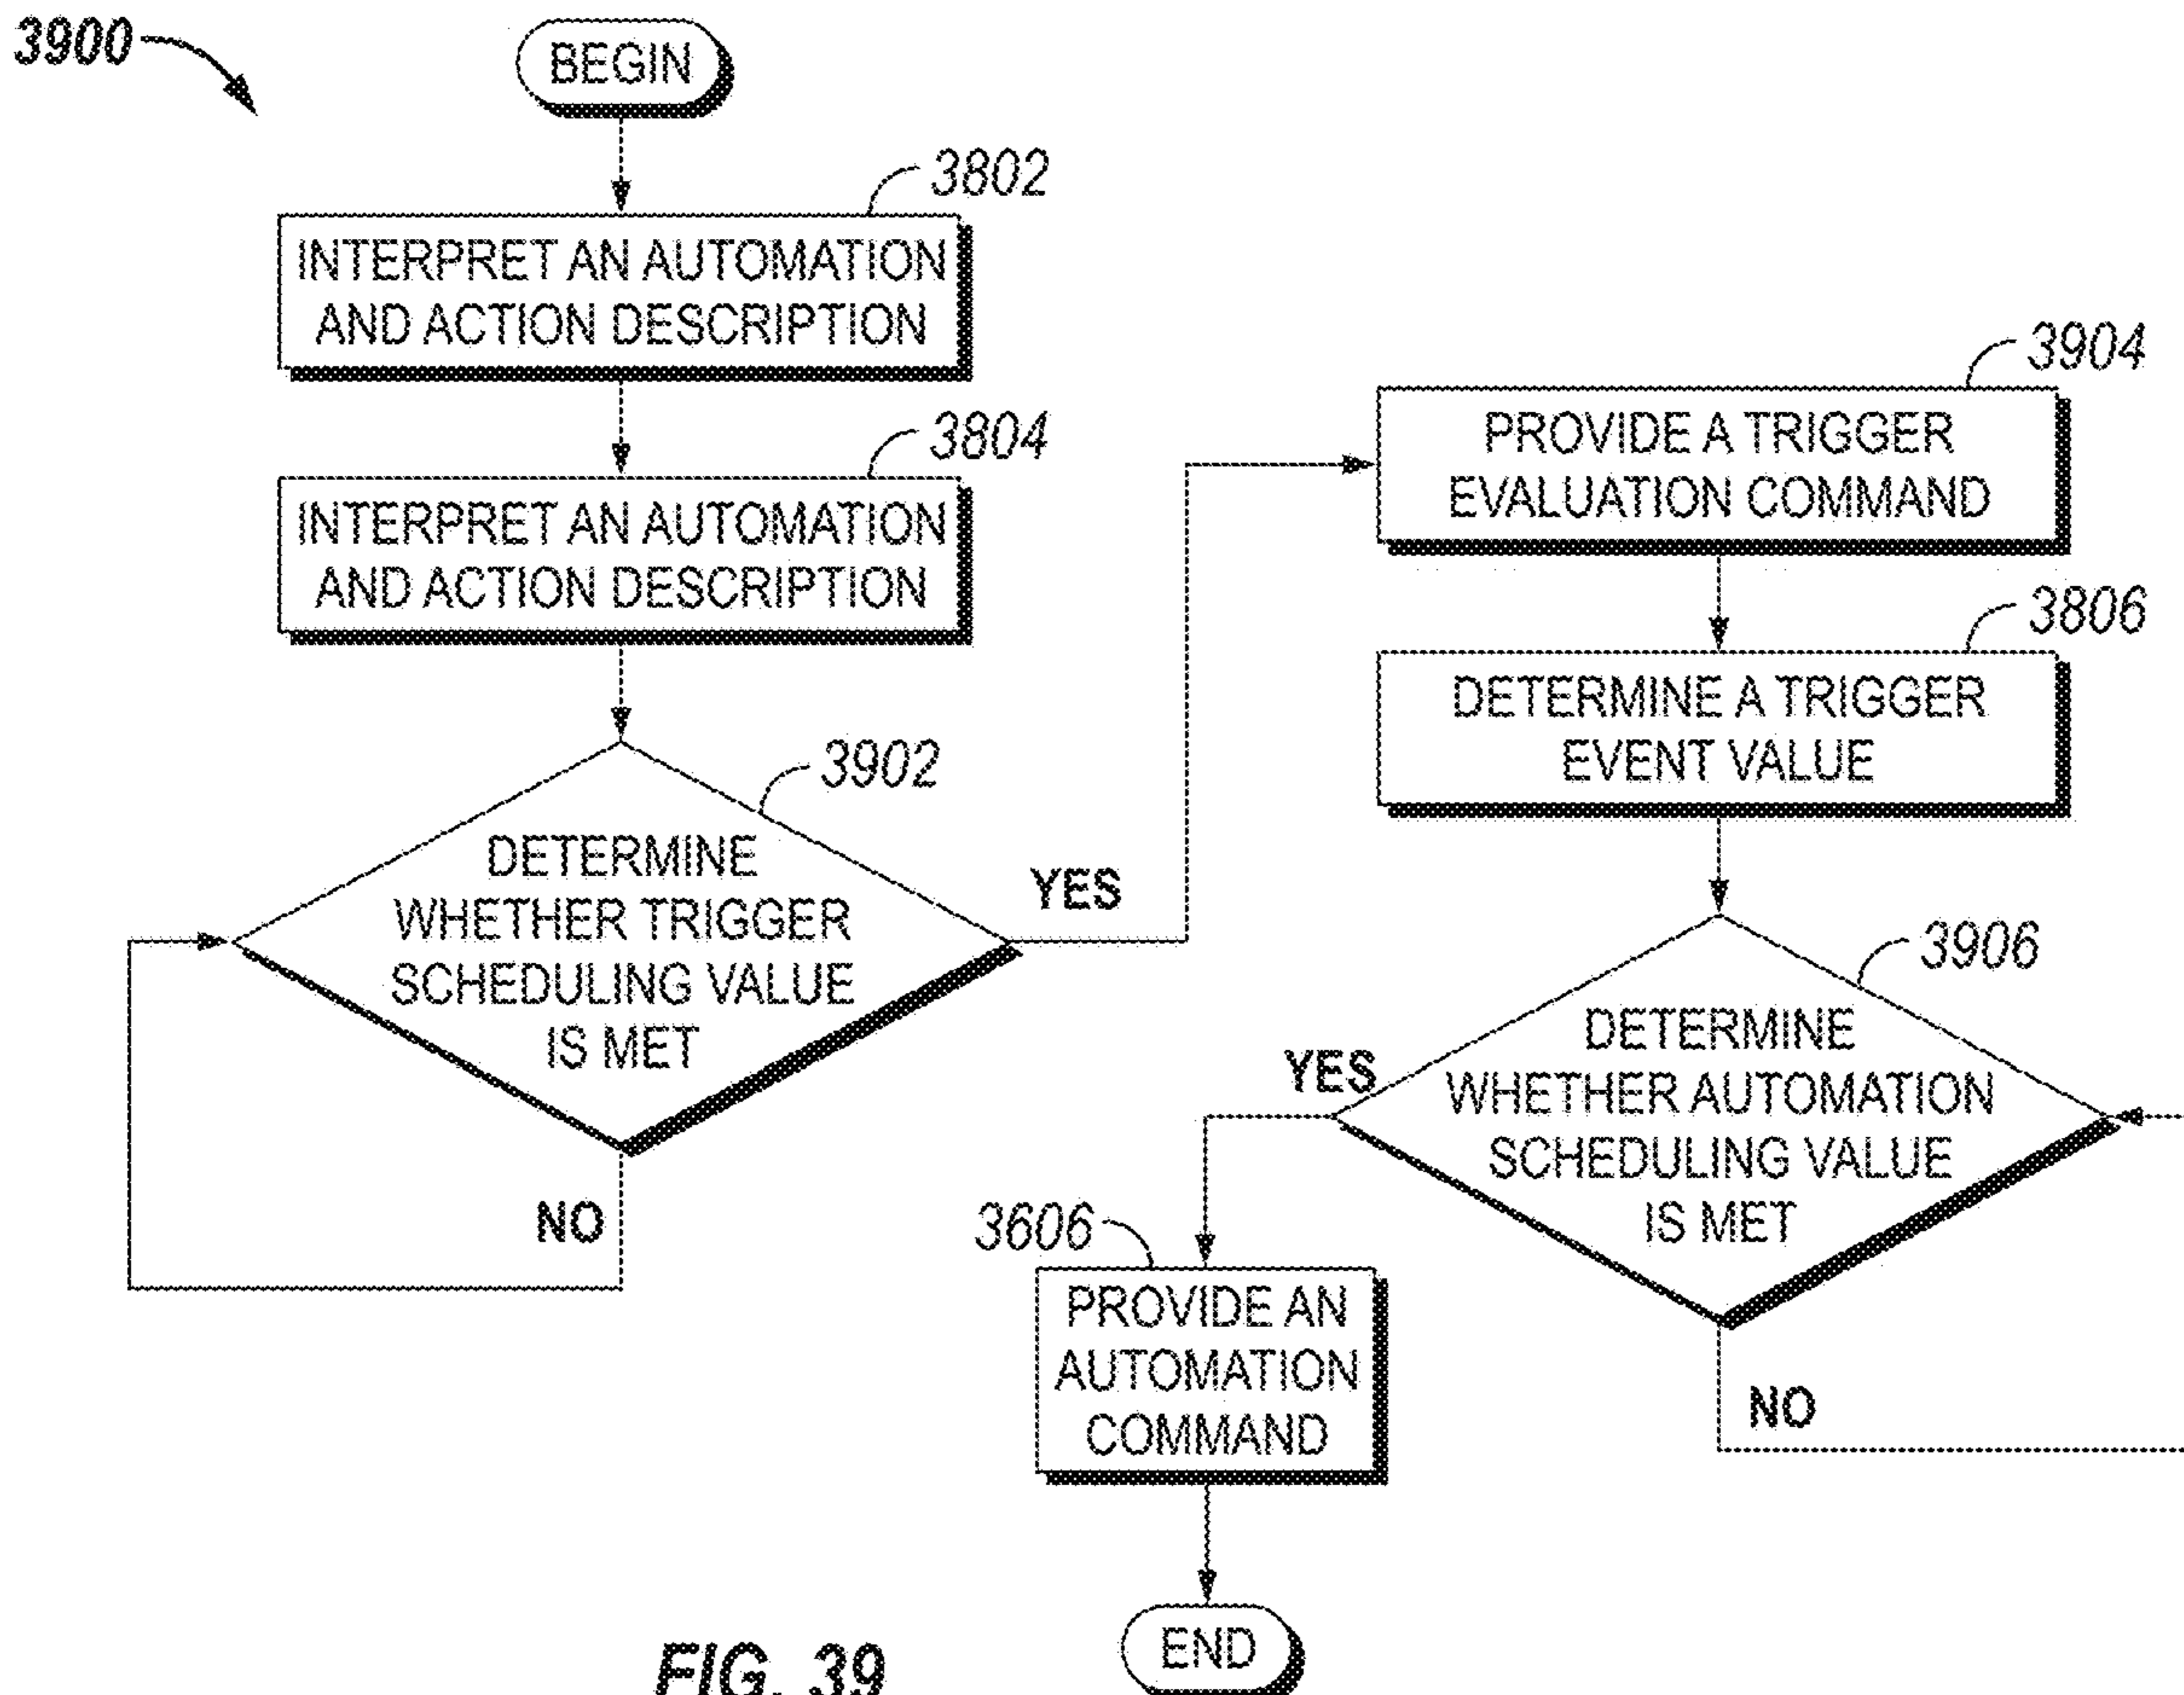 3900
BEGIN
3802
INTERPRET AN AUTOMATION
AND ACTION DESCRIPTION
3804
INTERPRET AN AUTOMATION
AND ACTION DESCRIPTION
3902
DETERMINE
WHETHER TRIGGER
SCHEDULING VALUE
IS MET
YES
NO
3904
PROVIDE A TRIGGER
EVALUATION COMMAND
3806
DETERMINE A TRIGGER
EVENT VALUE
3906
DETERMINE
WHETHER AUTOMATION
SCHEDULING VALUE
IS MET
YES
NO
3606
PROVIDE AN
AUTOMATION
COMMAND
END
FIG. 39